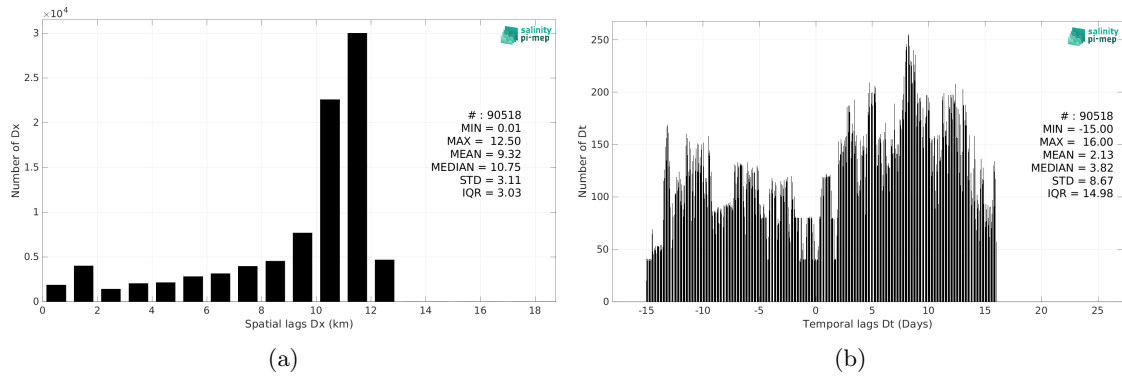 ×10⁴
3
2.5
2
1.5
1
0.5
0
0 2 4 6 8 10 12 14 16 18
Number of Dx
Spatial lags Dx (km)
salinity
pi-mep
# : 90518
MIN = 0.01
MAX = 12.50
MEAN = 9.32
MEDIAN = 10.75
STD = 3.11
IQR = 3.03
(a)
250
200
150
100
50
0
-15 -10 -5 0 5 10 15 20 25
Number of Dt
Temporal lags Dt (Days)
salinity
pi-mep
# : 90518
MIN = -15.00
MAX = 16.00
MEAN = 2.13
MEDIAN = 3.82
STD = 8.67
IQR = 14.98
(b)